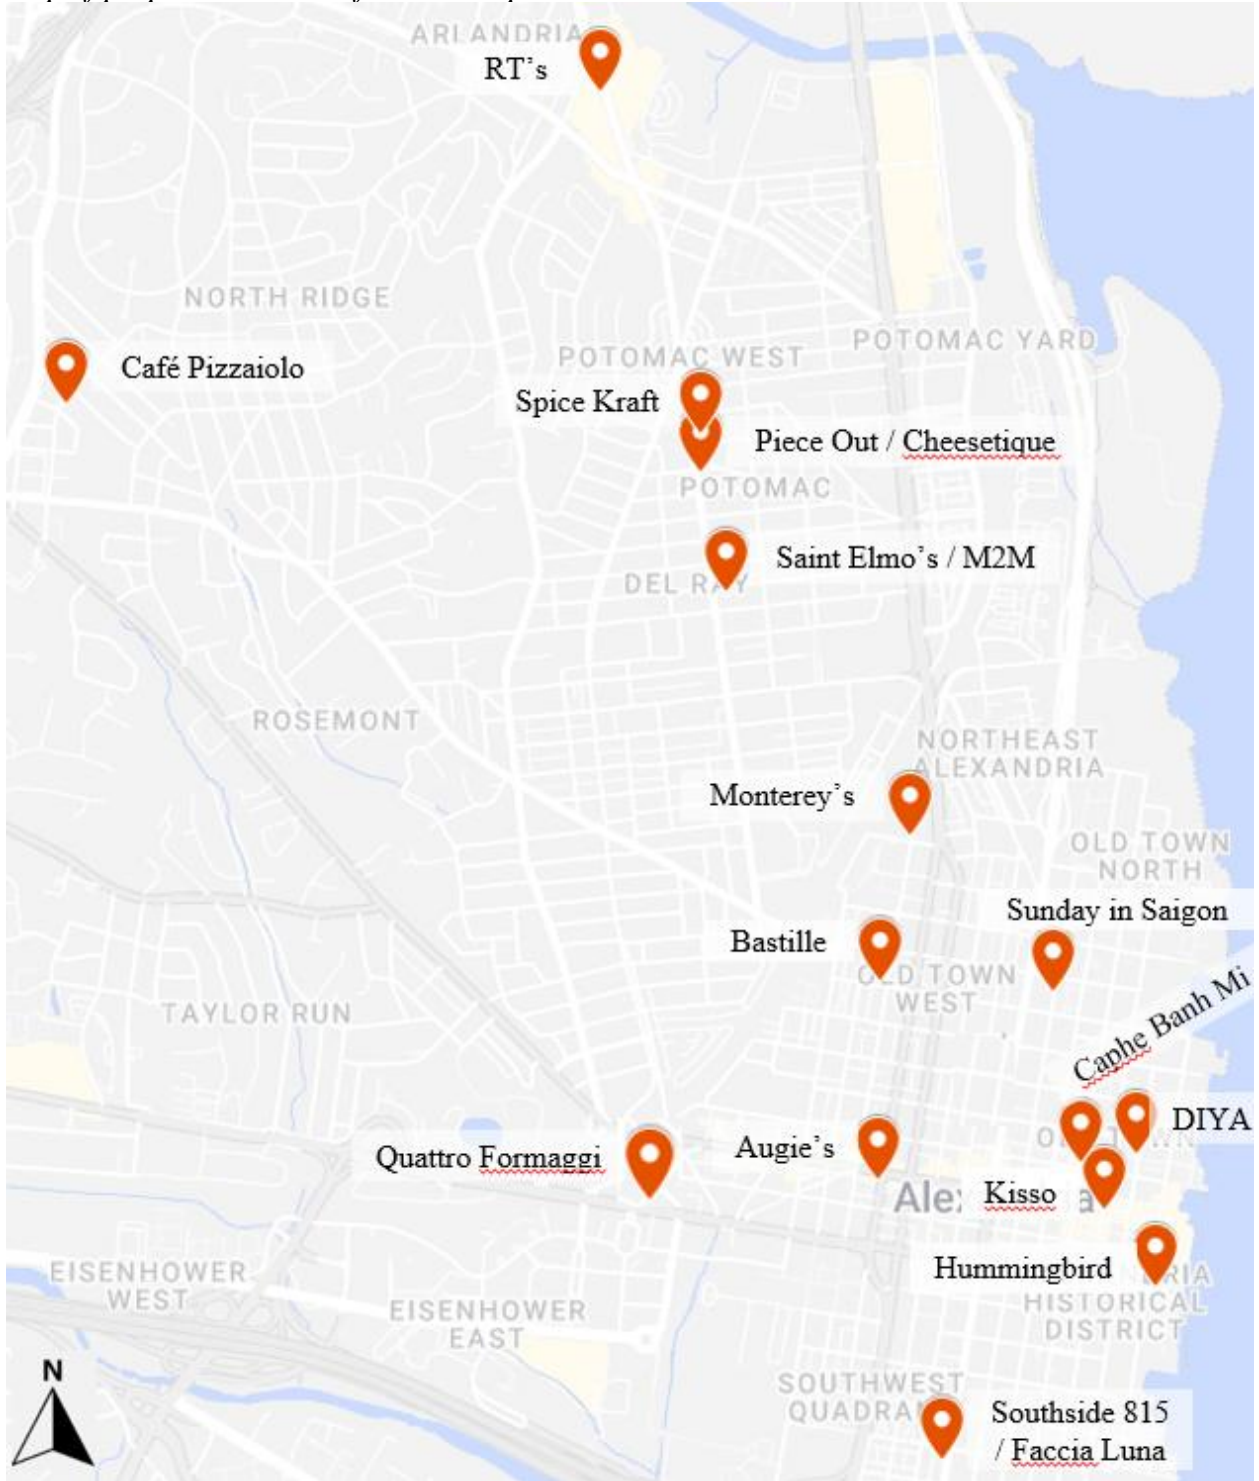 ARLANDRIA
RT's
NORTH RIDGE
POTOMAC YARD
POTOMAC WEST
Café Pizzaiolo
Spice Kraft
Piece Out / Cheesetique
POTOMAC
Saint Elmo's / M2M
DEL RAY
ROSEMONT
NORTHEAST
ALEXANDRIA
Monterey's
OLD TOWN
NORTH
Sunday in Saigon
Bastille
OLD TOWN
WEST
TAYLOR RUN
Caphe Banh Mi
DIYA
Quattro Formaggi
Augie's
Kisso
Hummingbird
EISENHOWER
WEST
HISTORICAL
DISTRICT
EISENHOWER
EAST
N
SOUTHWEST
Southside 815
/ Faccia Luna